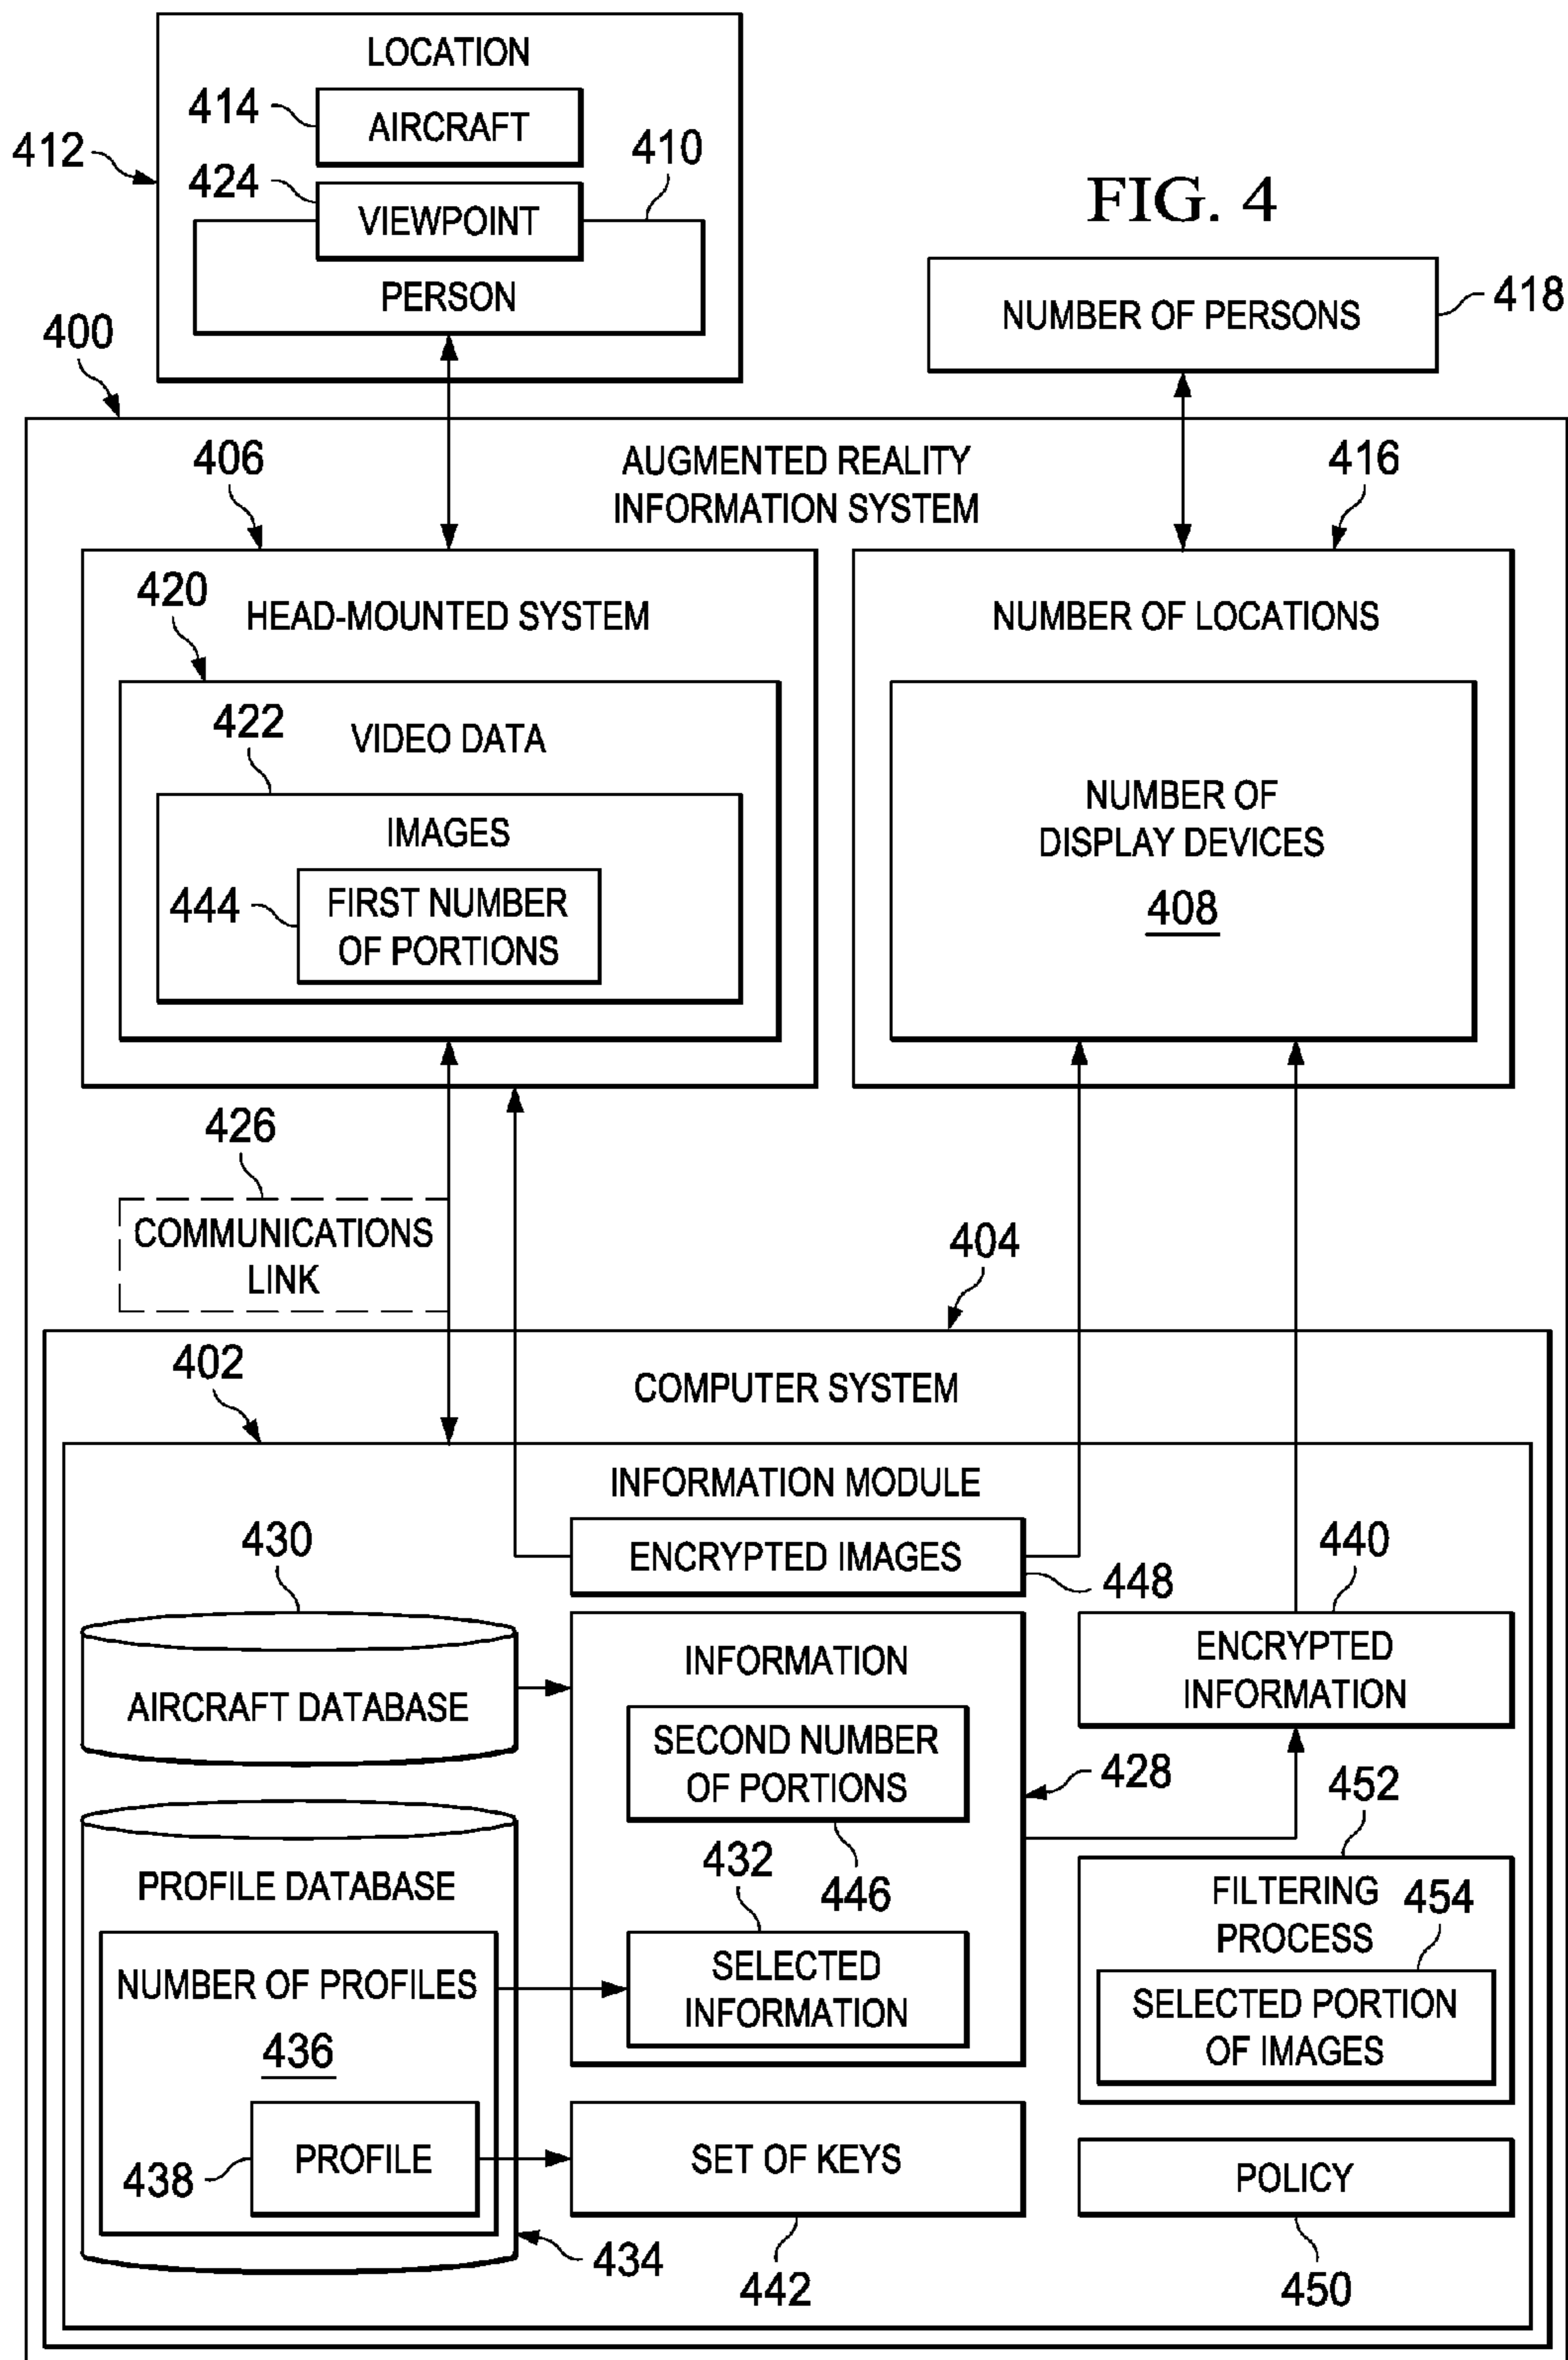 LOCATION
414
AIRCRAFT
412
410
424
VIEWPOINT
PERSON
FIG. 4
NUMBER OF PERSONS
418
400
AUGMENTED REALITY
INFORMATION SYSTEM
406
416
420
HEAD-MOUNTED SYSTEM
NUMBER OF LOCATIONS
422
VIDEO DATA
IMAGES
444
FIRST NUMBER
OF PORTIONS
NUMBER OF
DISPLAY DEVICES
408
426
COMMUNICATIONS
LINK
404
402
COMPUTER SYSTEM
INFORMATION MODULE
430
ENCRYPTED IMAGES
448
440
AIRCRAFT DATABASE
INFORMATION
ENCRYPTED
INFORMATION
SECOND NUMBER
OF PORTIONS
428
452
432
446
PROFILE DATABASE
FILTERING
PROCESS
454
NUMBER OF PROFILES
436
SELECTED
INFORMATION
SELECTED PORTION
OF IMAGES
438
PROFILE
SET OF KEYS
POLICY
434
442
450